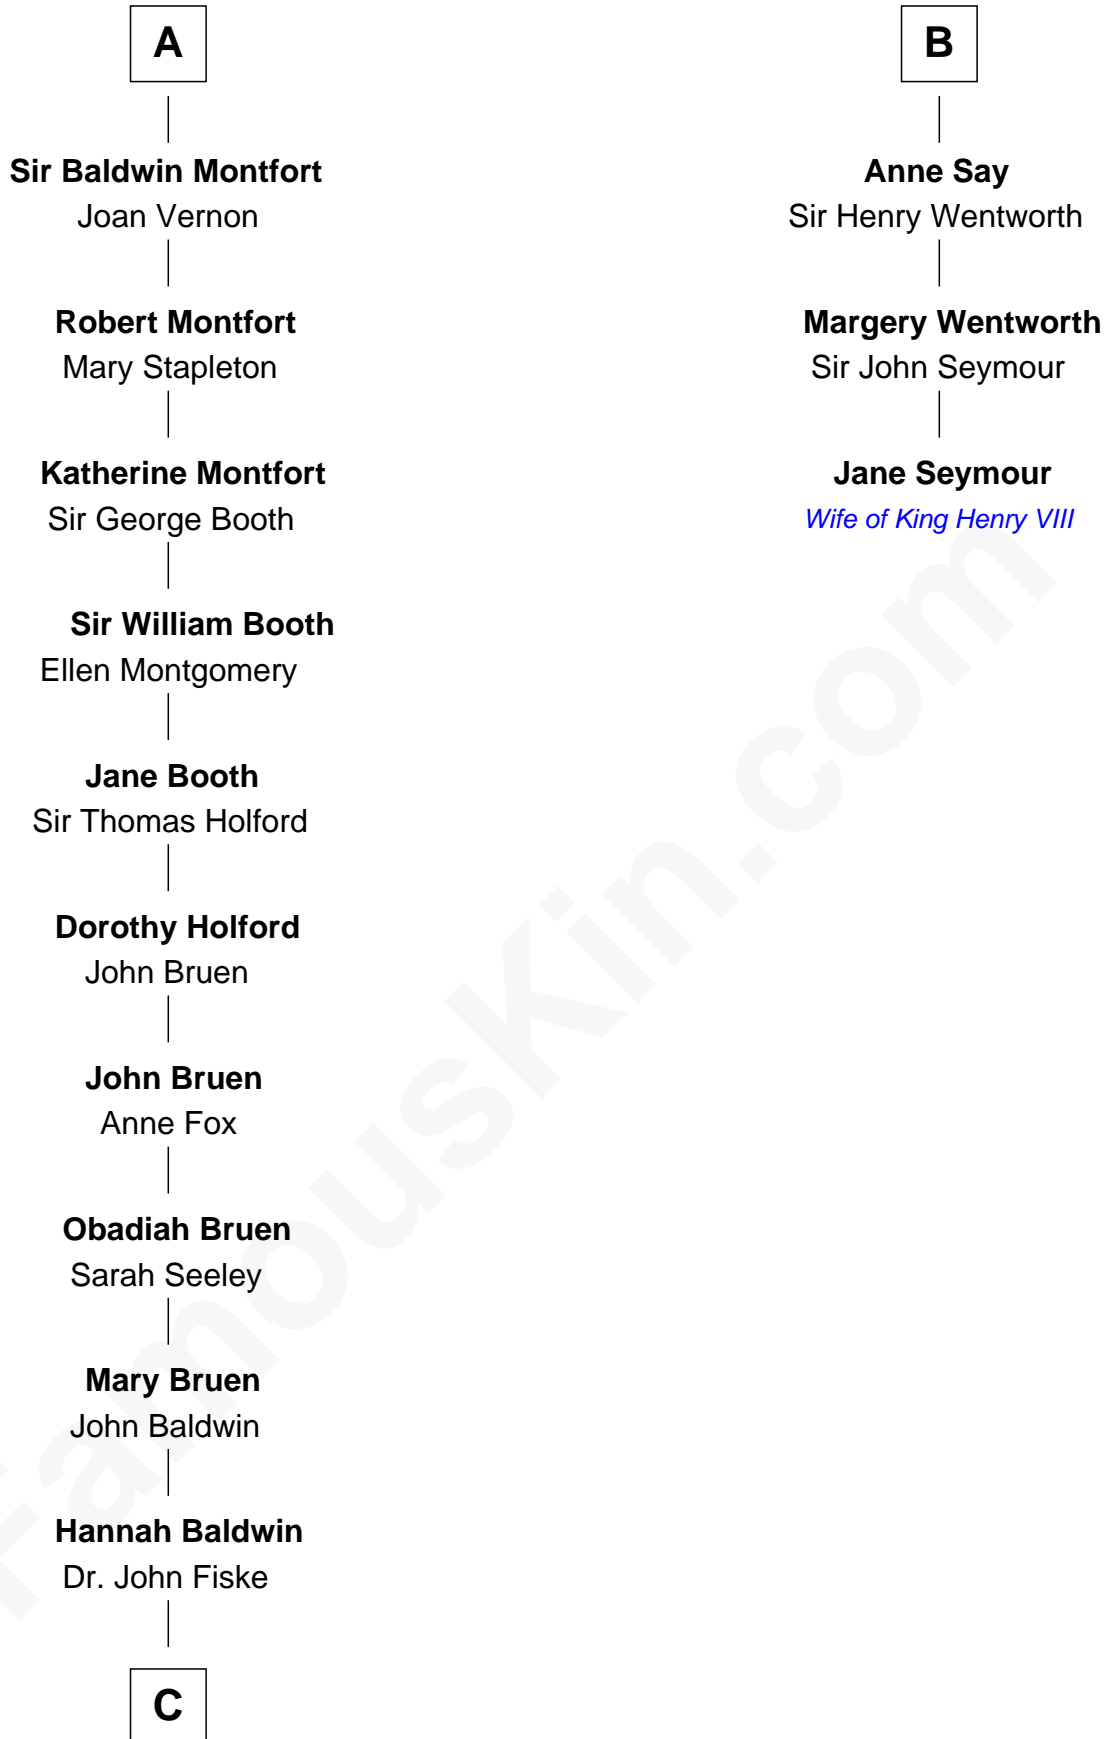 A
Sir Baldwin Montfort
Joan Vernon
Robert Montfort
Mary Stapleton
Katherine Montfort
Sir George Booth
Sir William Booth
Ellen Montgomery
Jane Booth
Sir Thomas Holford
Dorothy Holford
John Bruen
John Bruen
Anne Fox
Obadiah Bruen
Sarah Seeley
Mary Bruen
John Baldwin
Hannah Baldwin
Dr. John Fiske
C
B
Anne Say
Sir Henry Wentworth
Margery Wentworth
Sir John Seymour
Jane Seymour
Wife of King Henry VIII
FamousKin.com